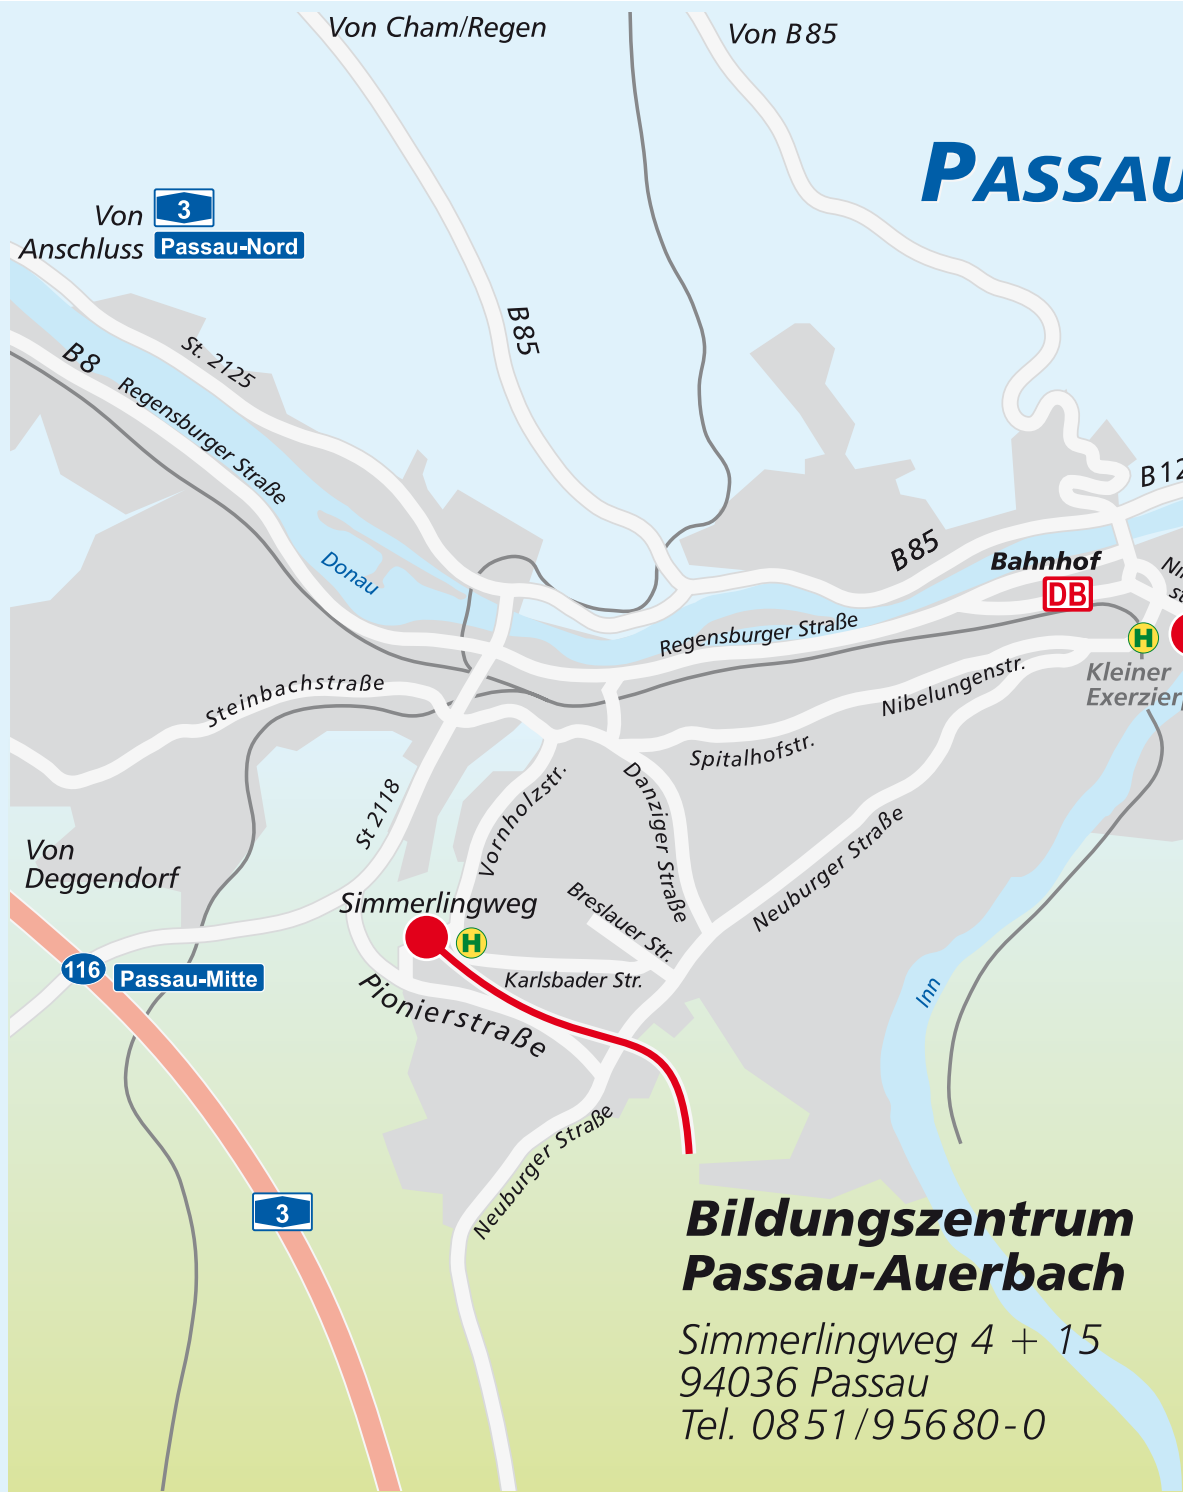 Von Cham/Regen
Von B85
PASSAU
Von
3
Anschluss
Passau-Nord
B85
B8
St. 2125
Regensburger Straße
Donau
B85
Bahnhof
DB
Regensburger Straße
H
Kleiner
Nibelungenstr.
Steinbachstraße
Spitalhofstr.
Danziger Straße
Vornholzstr.
St 2118
Neuburger Straße
Von
Deggendorf
Breslauer Str.
Simmerlingweg
H
Karlsbader Str.
116
Passau-Mitte
Pionierstraße
Inn
Neuburger Straße
3
Bildungszentrum
Passau-Auerbach
Simmerlingweg 4 + 15
94036 Passau
Tel. 0851/95680-0